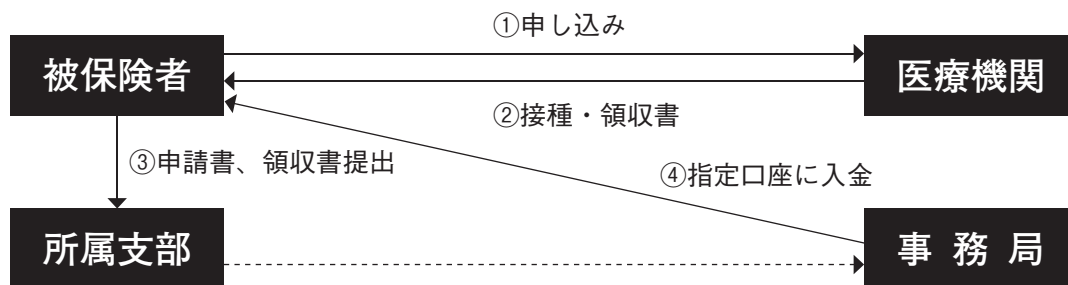 ①申し込み
被保険者
医療機関
②接種・領収書
③申請書、領収書提出
④指定口座に入金
所属支部
事務局